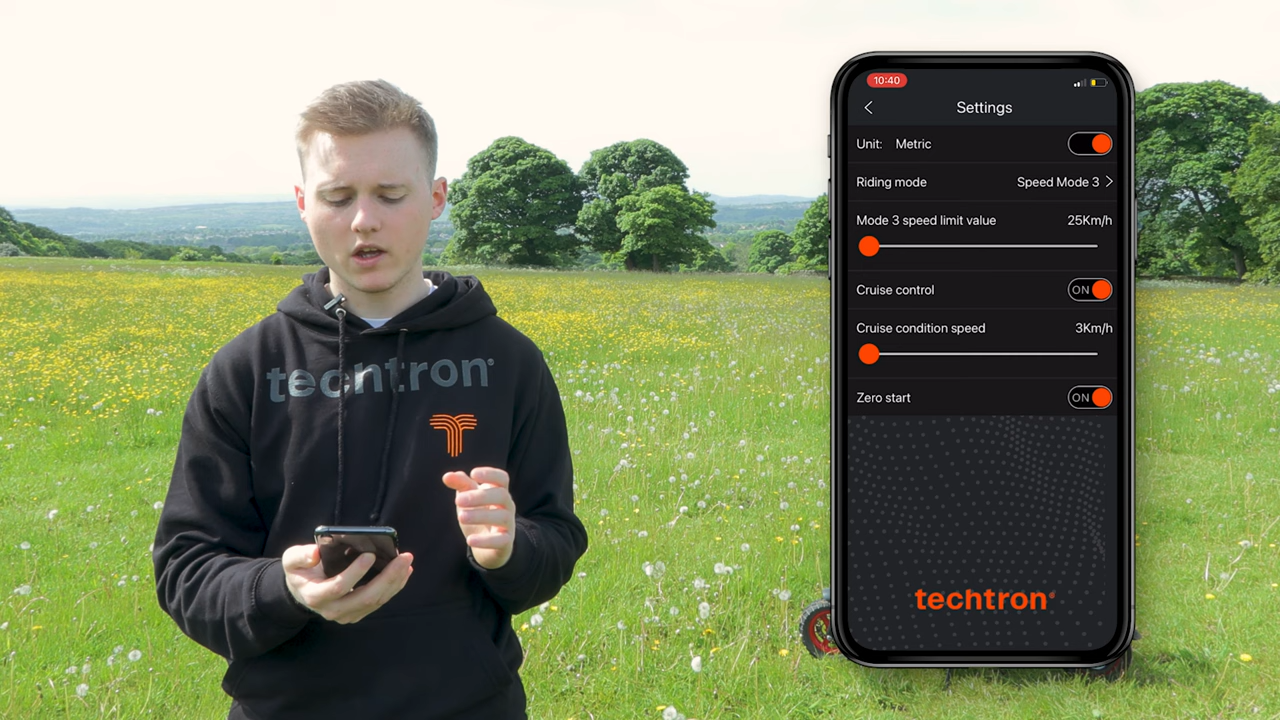 techtron®
10:40
Settings
Unit: Metric
Riding mode Speed Mode 3
Mode 3 speed limit value 25Km/h
Cruise control ON
Cruise condition speed 3Km/h
Zero start ON
techtron®